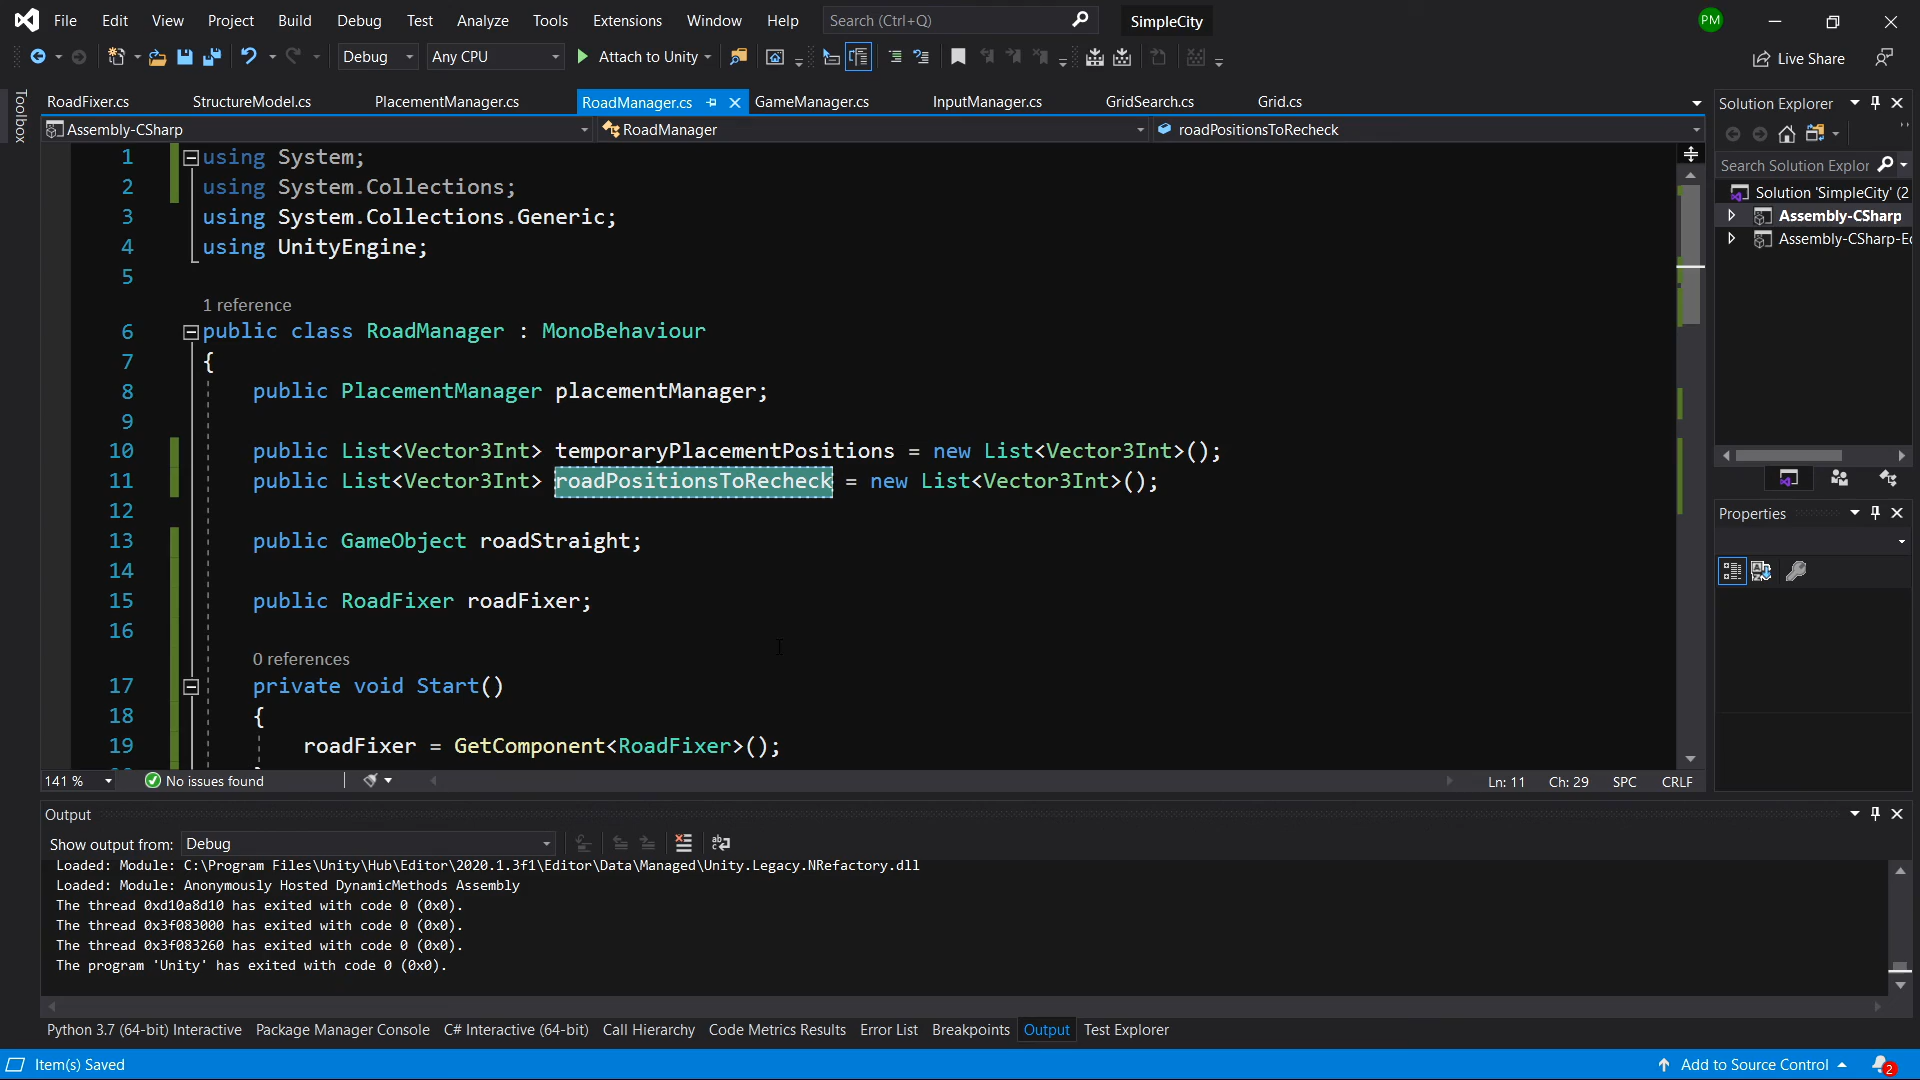 File Edit View Project Build Debug Test Analyze Tools Extensions Window Help Search (Ctrl+Q) SimpleCity PM
Debug Any CPU Attach to Unity Live Share
Toolbox
RoadFixer.cs StructureModel.cs PlacementManager.cs RoadManager.cs GameManager.cs InputManager.cs GridSearch.cs Grid.cs
Assembly-CSharp RoadManager roadPositionsToRecheck
1 using System;
2 using System.Collections;
3 using System.Collections.Generic;
4 using UnityEngine;
5
1 reference
6 public class RoadManager : MonoBehaviour
7 {
8 public PlacementManager placementManager;
9
10 public List<Vector3Int> temporaryPlacementPositions = new List<Vector3Int>();
11 public List<Vector3Int> roadPositionsToRecheck = new List<Vector3Int>();
12
13 public GameObject roadStraight;
14
15 public RoadFixer roadFixer;
16
0 references
17 private void Start()
18 {
19 roadFixer = GetComponent<RoadFixer>();
141 % No issues found Ln: 11 Ch: 29 SPC CRLF
Solution Explorer
Search Solution Explor
Solution 'SimpleCity' (2
Assembly-CSharp
Assembly-CSharp-Ec
Properties
Output
Show output from: Debug
Loaded: Module: C:\Program Files\Unity\Hub\Editor\2020.1.3f1\Editor\Data\Managed\Unity.Legacy.NRefactory.dll
Loaded: Module: Anonymously Hosted DynamicMethods Assembly
The thread 0xd10a8d10 has exited with code 0 (0x0).
The thread 0x3f083000 has exited with code 0 (0x0).
The thread 0x3f083260 has exited with code 0 (0x0).
The program 'Unity' has exited with code 0 (0x0).
Python 3.7 (64-bit) Interactive Package Manager Console C# Interactive (64-bit) Call Hierarchy Code Metrics Results Error List Breakpoints Output Test Explorer
Item(s) Saved Add to Source Control 2